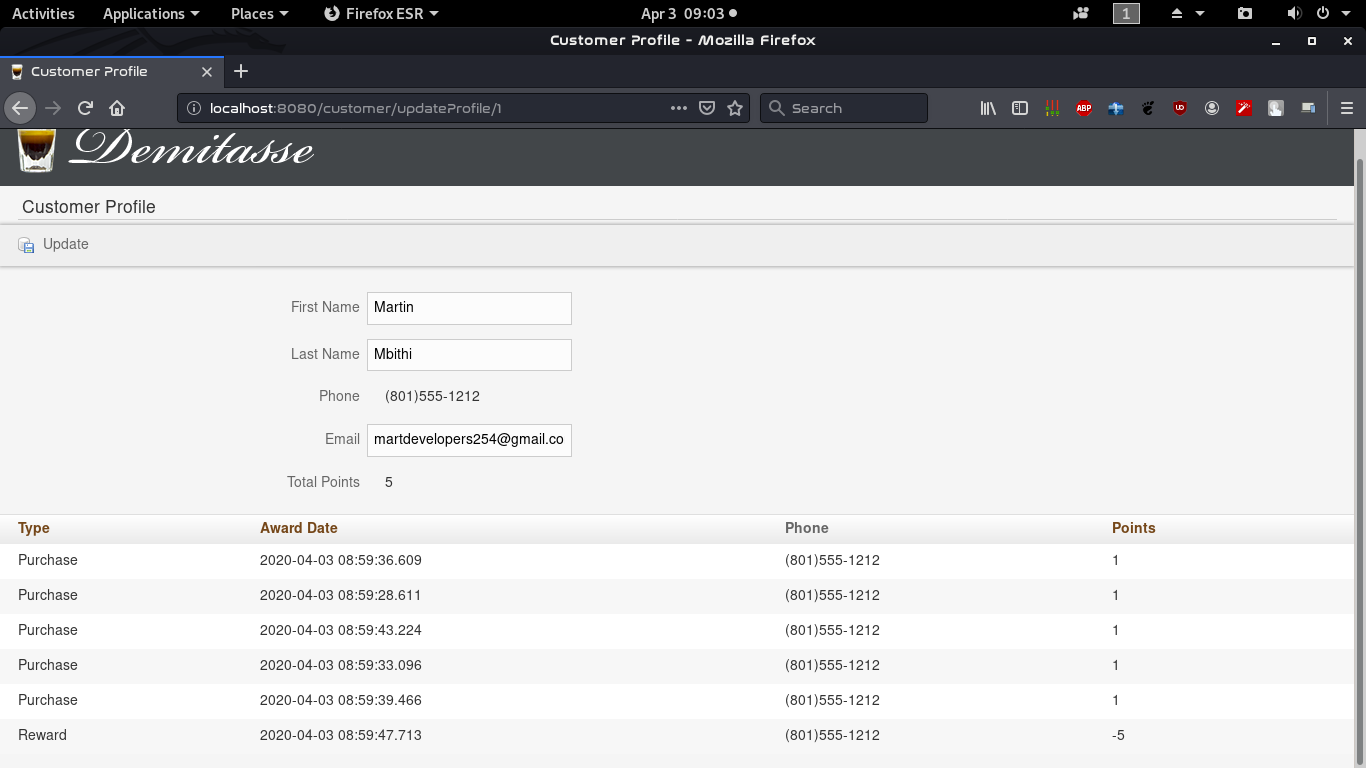 Activities Applications Places Firefox ESR Apr 3 09:03 1
Customer Profile - Mozilla Firefox
Customer Profile
localhost:8080/customer/updateProfile/1 Search ABP
Demitasse
Customer Profile
Update
First Name Martin
Last Name Mbithi
Phone (801)555-1212
Email martdevelopers254@gmail.co
Total Points 5
Type Award Date Phone Points
Purchase 2020-04-03 08:59:36.609 (801)555-1212 1
Purchase 2020-04-03 08:59:28.611 (801)555-1212 1
Purchase 2020-04-03 08:59:43.224 (801)555-1212 1
Purchase 2020-04-03 08:59:33.096 (801)555-1212 1
Purchase 2020-04-03 08:59:39.466 (801)555-1212 1
Reward 2020-04-03 08:59:47.713 (801)555-1212 -5